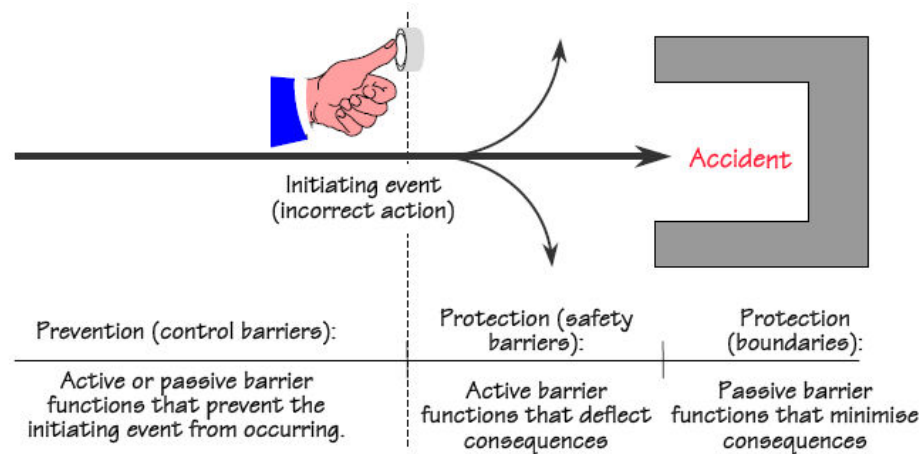 Accident
Initiating event
(incorrect action)
Prevention (control barriers):
Protection (safety
barriers):
Protection
(boundaries):
Active or passive barrier
functions that prevent the
initiating event from occurring.
Active barrier
functions that deflect
consequences
Passive barrier
functions that minimise
consequences